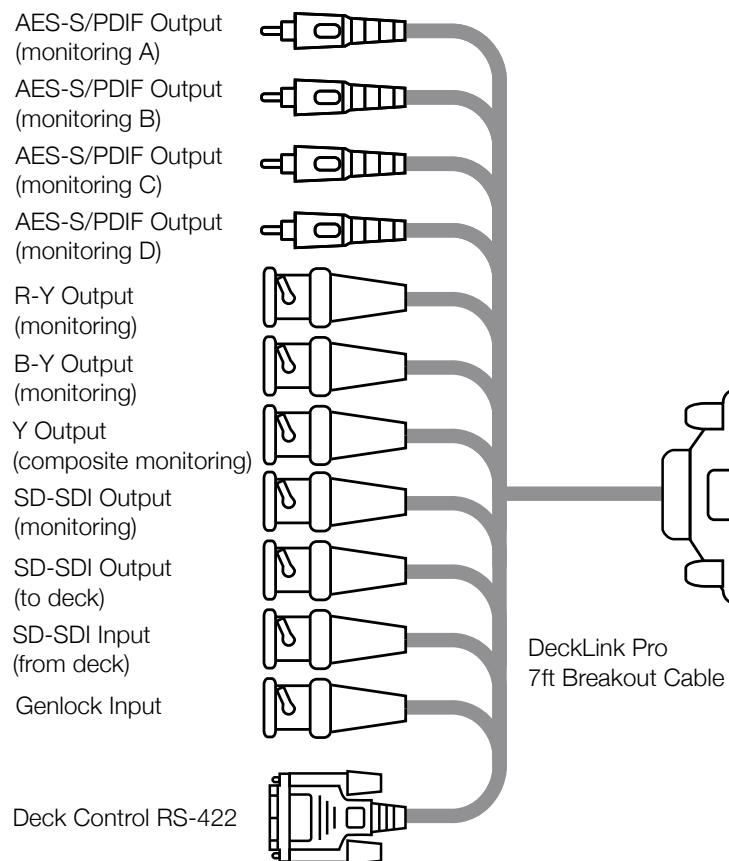 AES-S/PDIF Output
(monitoring A)
AES-S/PDIF Output
(monitoring B)
AES-S/PDIF Output
(monitoring C)
AES-S/PDIF Output
(monitoring D)
R-Y Output
(monitoring)
B-Y Output
(monitoring)
Y Output
(composite monitoring)
SD-SDI Output
(monitoring)
SD-SDI Output
(to deck)
SD-SDI Input
(from deck)
Genlock Input
Deck Control RS-422
DeckLink Pro
7ft Breakout Cable